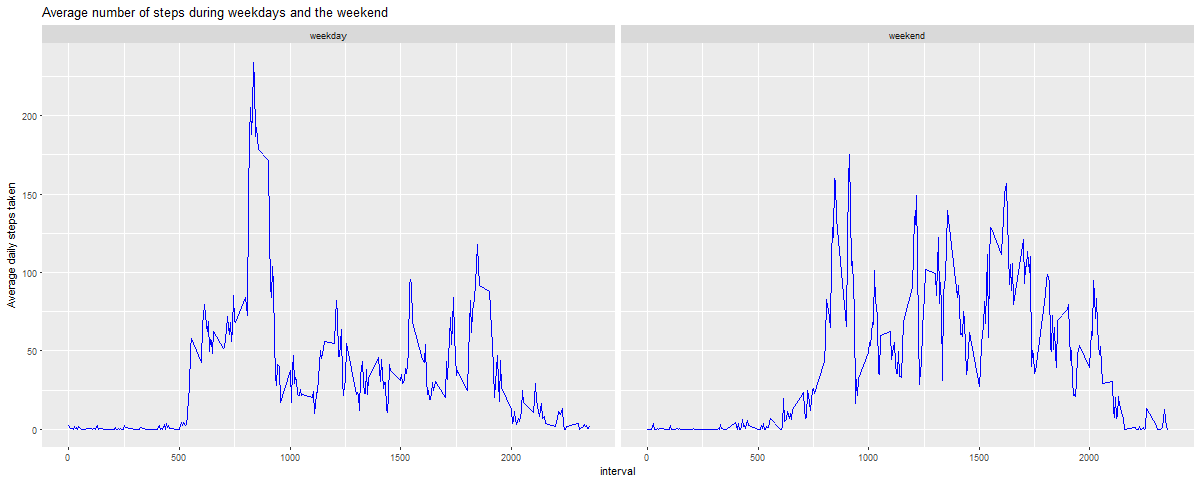 Average number of steps during weekdays and the weekend
weekday
weekend
Average daily steps taken
200
150
100
50
0
0 500 1000 1500 2000
0 500 1000 1500 2000
interval